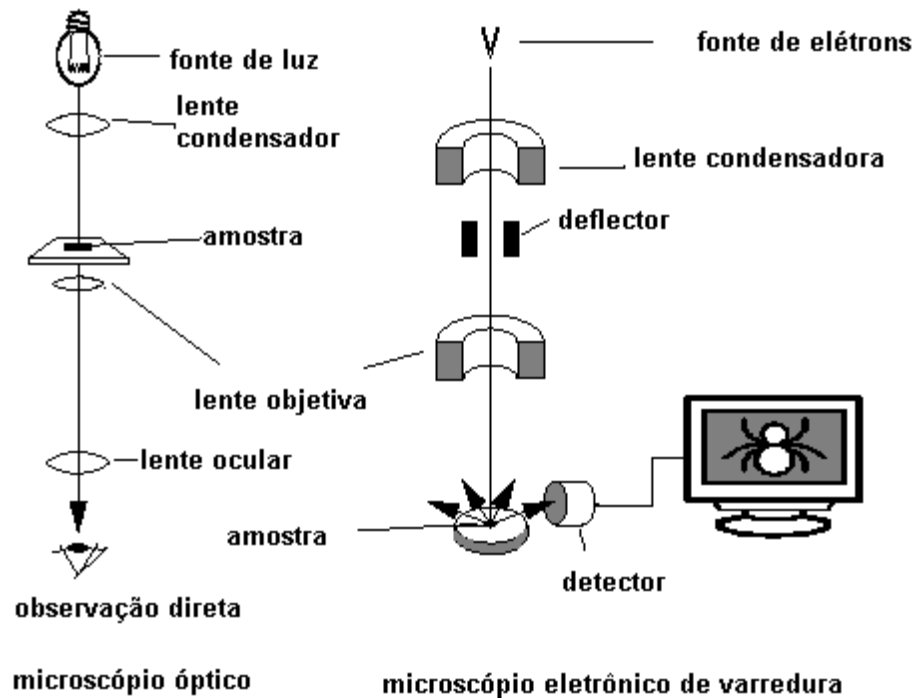 fonte de luz
fonte de elétrons
lente
condensador
lente condensadora
amostra
deflector
lente objetiva
lente ocular
amostra
detector
observação direta
microscópio óptico
microscópio eletrônico de varredura